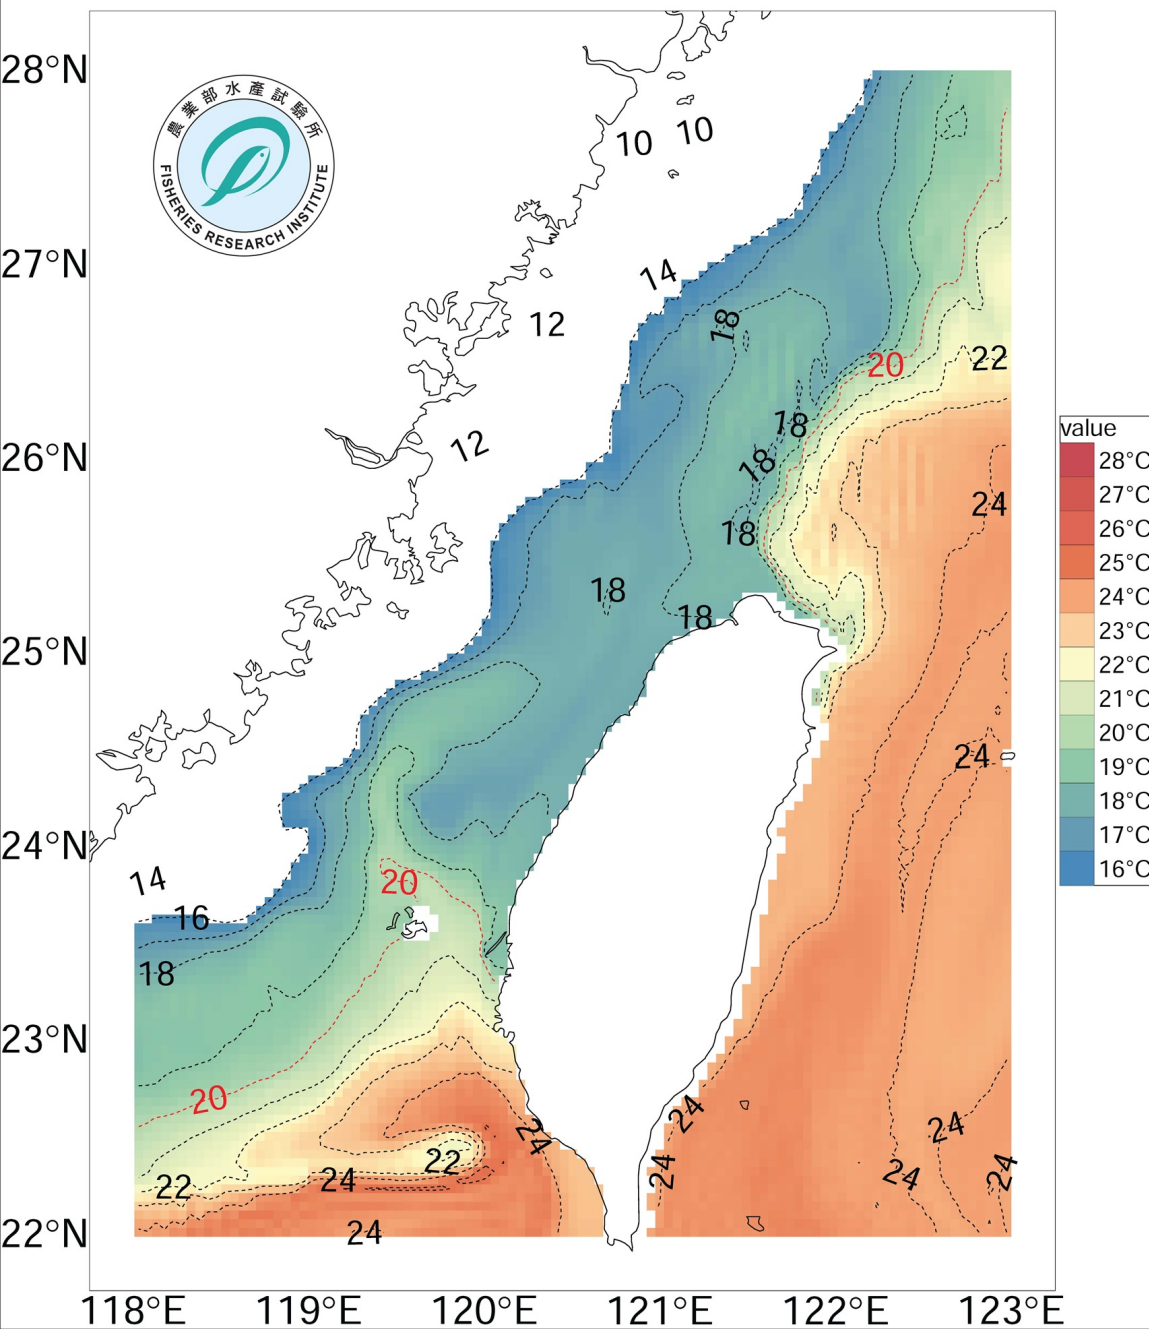 農業部水產試驗所
FISHERIES RESEARCH INSTITUTE
28°N
27°N
26°N
25°N
24°N
23°N
22°N
10 10
14
12
18
20
22
12
18
18
24
18
18
18
24
14
20
16
18
20
24
24
24
22
22
24
24
24
24
24
118°E 119°E 120°E 121°E 122°E 123°E
value
28°C
27°C
26°C
25°C
24°C
23°C
22°C
21°C
20°C
19°C
18°C
17°C
16°C